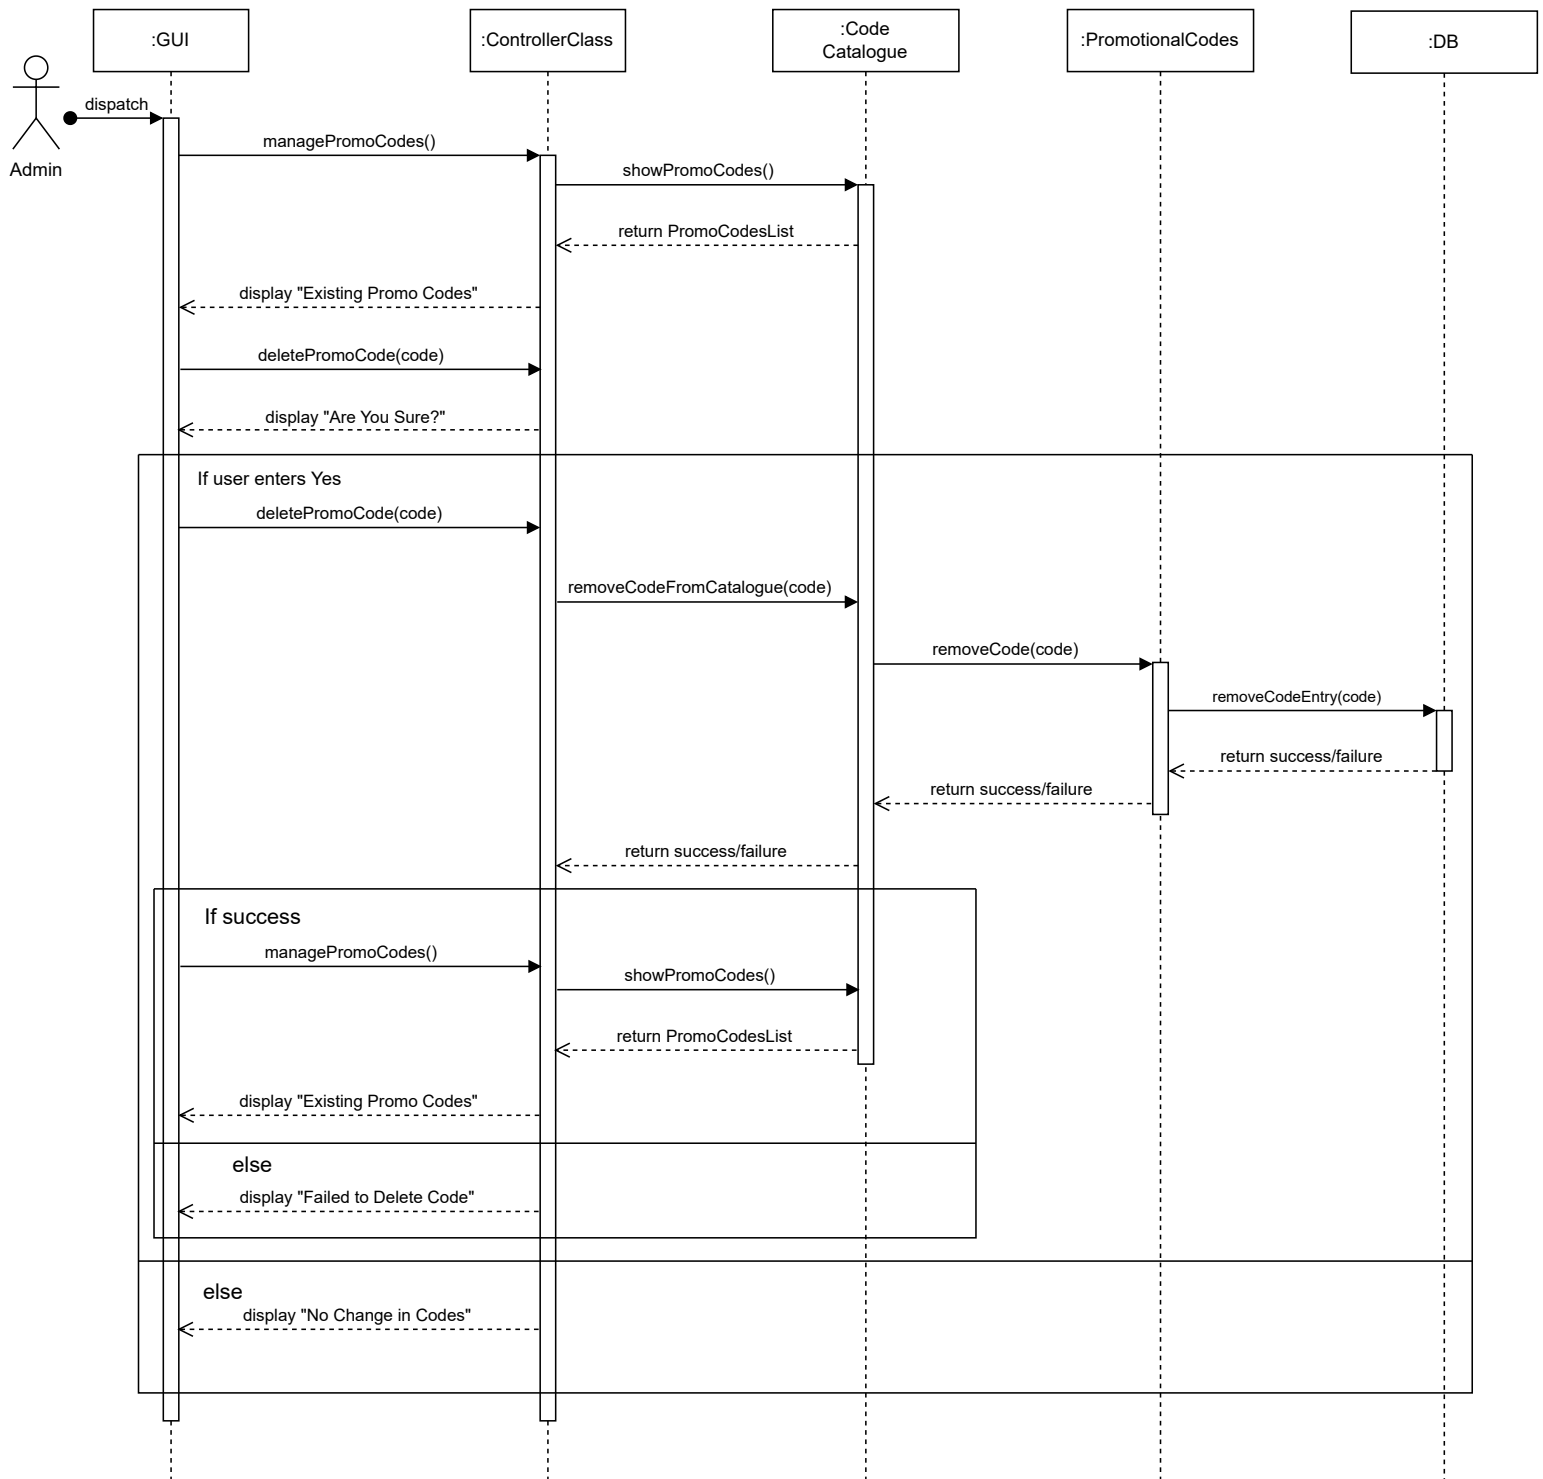 :GUI
:ControllerClass
:Code
Catalogue
:PromotionalCodes
:DB
Admin
dispatch
managePromoCodes()
showPromoCodes()
return PromoCodesList
display "Existing Promo Codes"
deletePromoCode(code)
display "Are You Sure?"
If user enters Yes
deletePromoCode(code)
removeCodeFromCatalogue(code)
removeCode(code)
removeCodeEntry(code)
return success/failure
return success/failure
return success/failure
If success
managePromoCodes()
showPromoCodes()
return PromoCodesList
display "Existing Promo Codes"
else
display "Failed to Delete Code"
else
display "No Change in Codes"